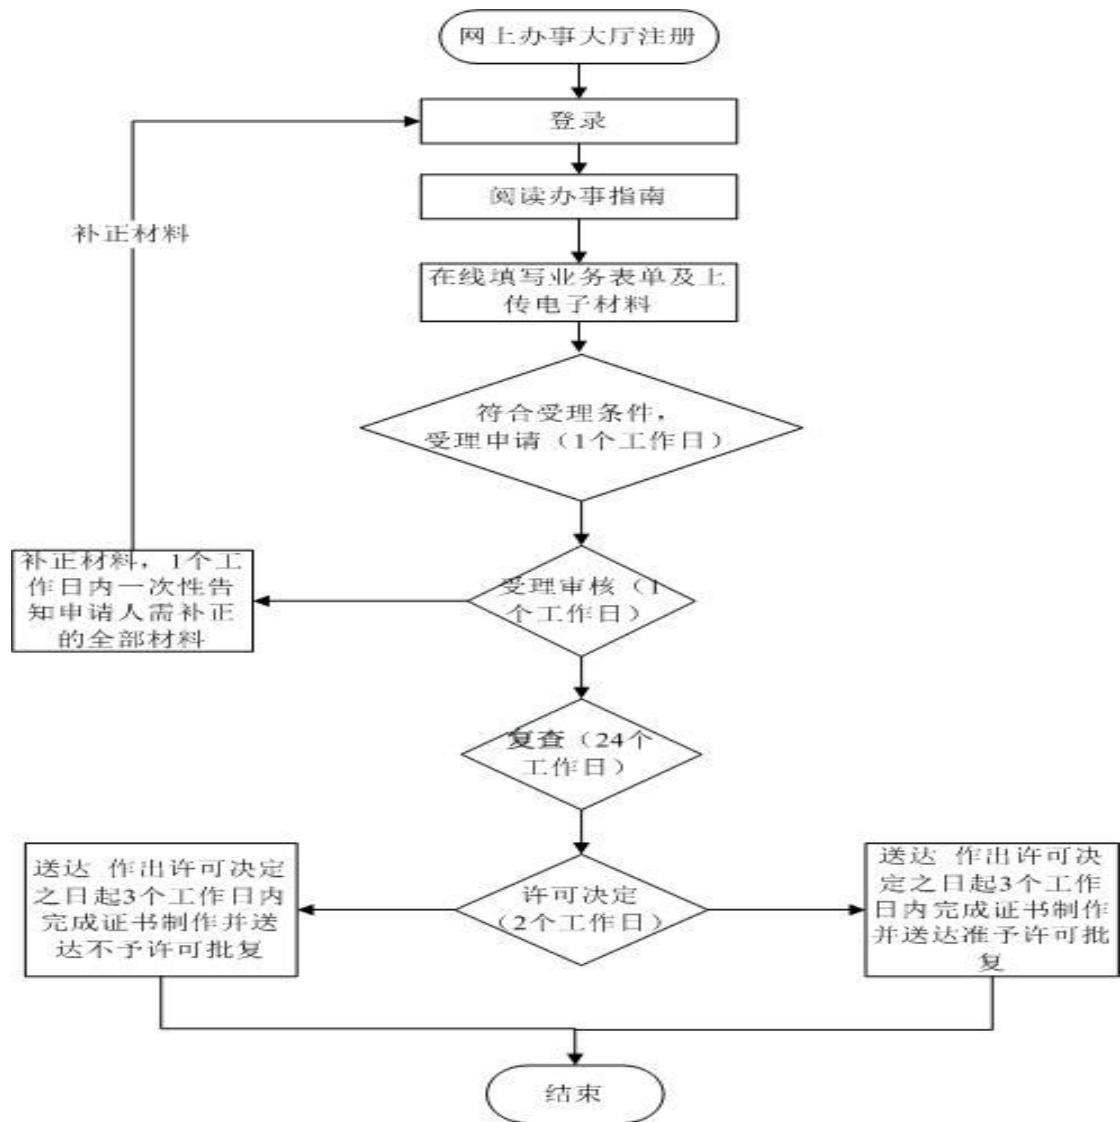 网上办事大厅注册
登录
阅读办事指南
补正材料
在线填写业务表单及上
传电子材料
符合受理条件，
受理申请（1个工作日）
补正材料，1个工
作日内一次性告
知申请人需补正
的全部材料
受理审核（1
个工作日）
复查（24个
工作日）
送达 作出许可决定
之日起3个工作日内
完成证书制作并送
达不予许可批复
许可决定
（2个工作日）
送达 作出许可决
定之日起3个工作
日内完成证书制作
并送达准予许可批
复
结束